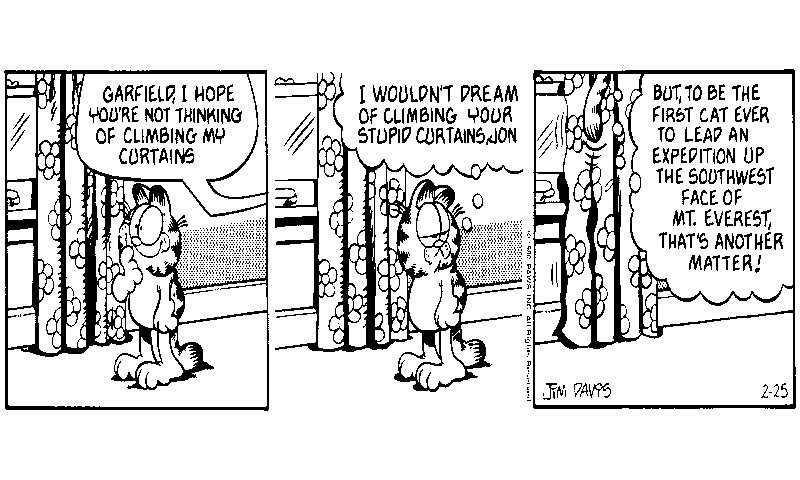 GARFIELD, I HOPE
YOU'RE NOT THINKING
OF CLIMBING MY
CURTAINS
I WOULDN'T DREAM
OF CLIMBING YOUR
STUPID CURTAINS, JON
BUT, TO BE THE
FIRST CAT EVER
TO LEAD AN
EXPEDITION UP
THE SOUTHWEST
FACE OF
MT. EVEREST,
THAT'S ANOTHER
MATTER!
JIM DAVIS
2-25